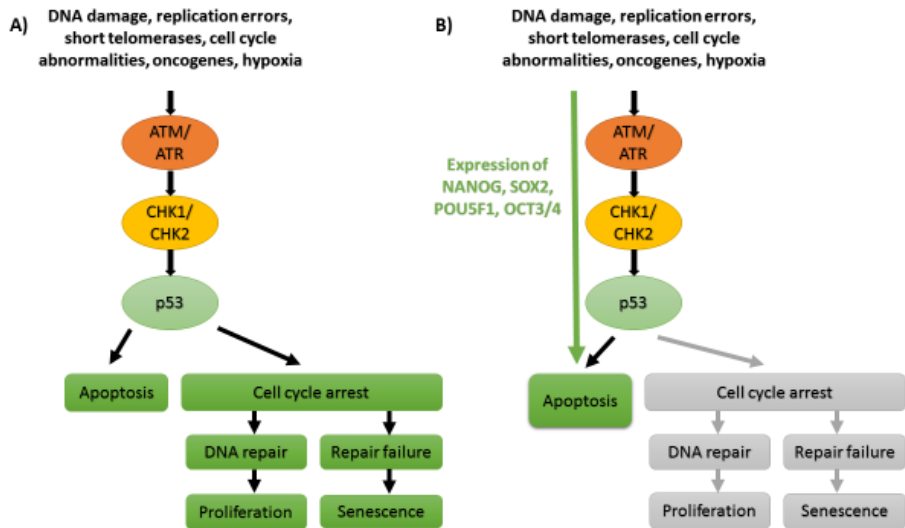 A)
DNA damage, replication errors,
short telomerases, cell cycle
abnormalities, oncogenes, hypoxia
ATM/
ATR
CHK1/
CHK2
p53
Apoptosis
Cell cycle arrest
DNA repair
Repair failure
Proliferation
Senescence
B)
DNA damage, replication errors,
short telomerases, cell cycle
abnormalities, oncogenes, hypoxia
Expression of
NANOG, SOX2,
POU5F1, OCT3/4
ATM/
ATR
CHK1/
CHK2
p53
Apoptosis
Cell cycle arrest
DNA repair
Repair failure
Proliferation
Senescence